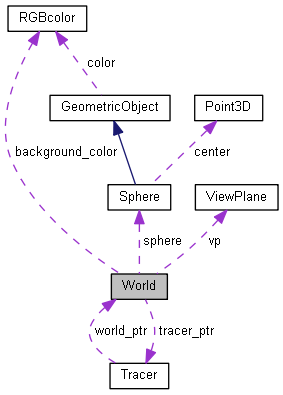 RGBcolor
color
GeometricObject
Point3D
background_color
center
Sphere
ViewPlane
sphere
vp
World
world_ptr
tracer_ptr
Tracer